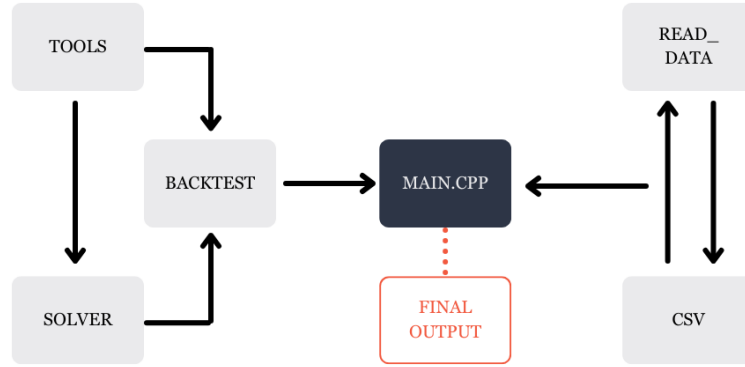 TOOLS
READ_
DATA
BACKTEST
MAIN.CPP
SOLVER
FINAL
OUTPUT
CSV